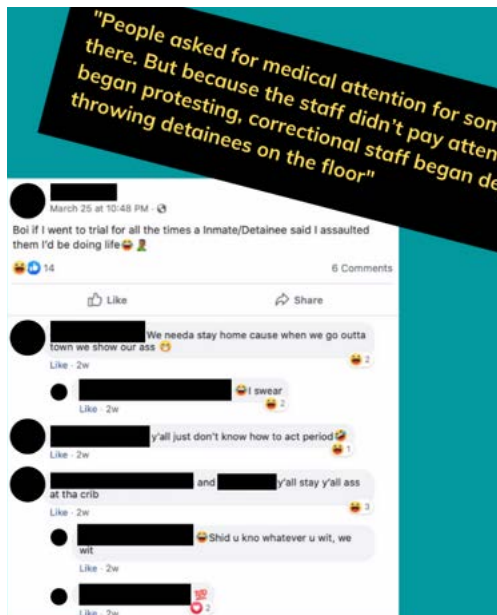 "People asked for medical attention for
there. But because the staff didn't pay
began protesting, correctional staff began
throwing detainees on the floor"
March 25 at 10:48 PM ·
Boi if I went to trial for all the times a Inmate/Detainee said I assaulted
them I'd be doing life😂🤦🏾‍♂️
14
6 Comments
Like
Share
We needa stay home cause when we go outta
town we show our ass 😁
2
Like · 2w
😂I swear
2
Like · 2w
y'all just don't know how to act period🤣
1
Like · 2w
and y'all stay y'all ass
at tha crib
3
Like · 2w
😂Shid u kno whatever u wit, we
wit
Like · 2w
💯
2
Like · 2w